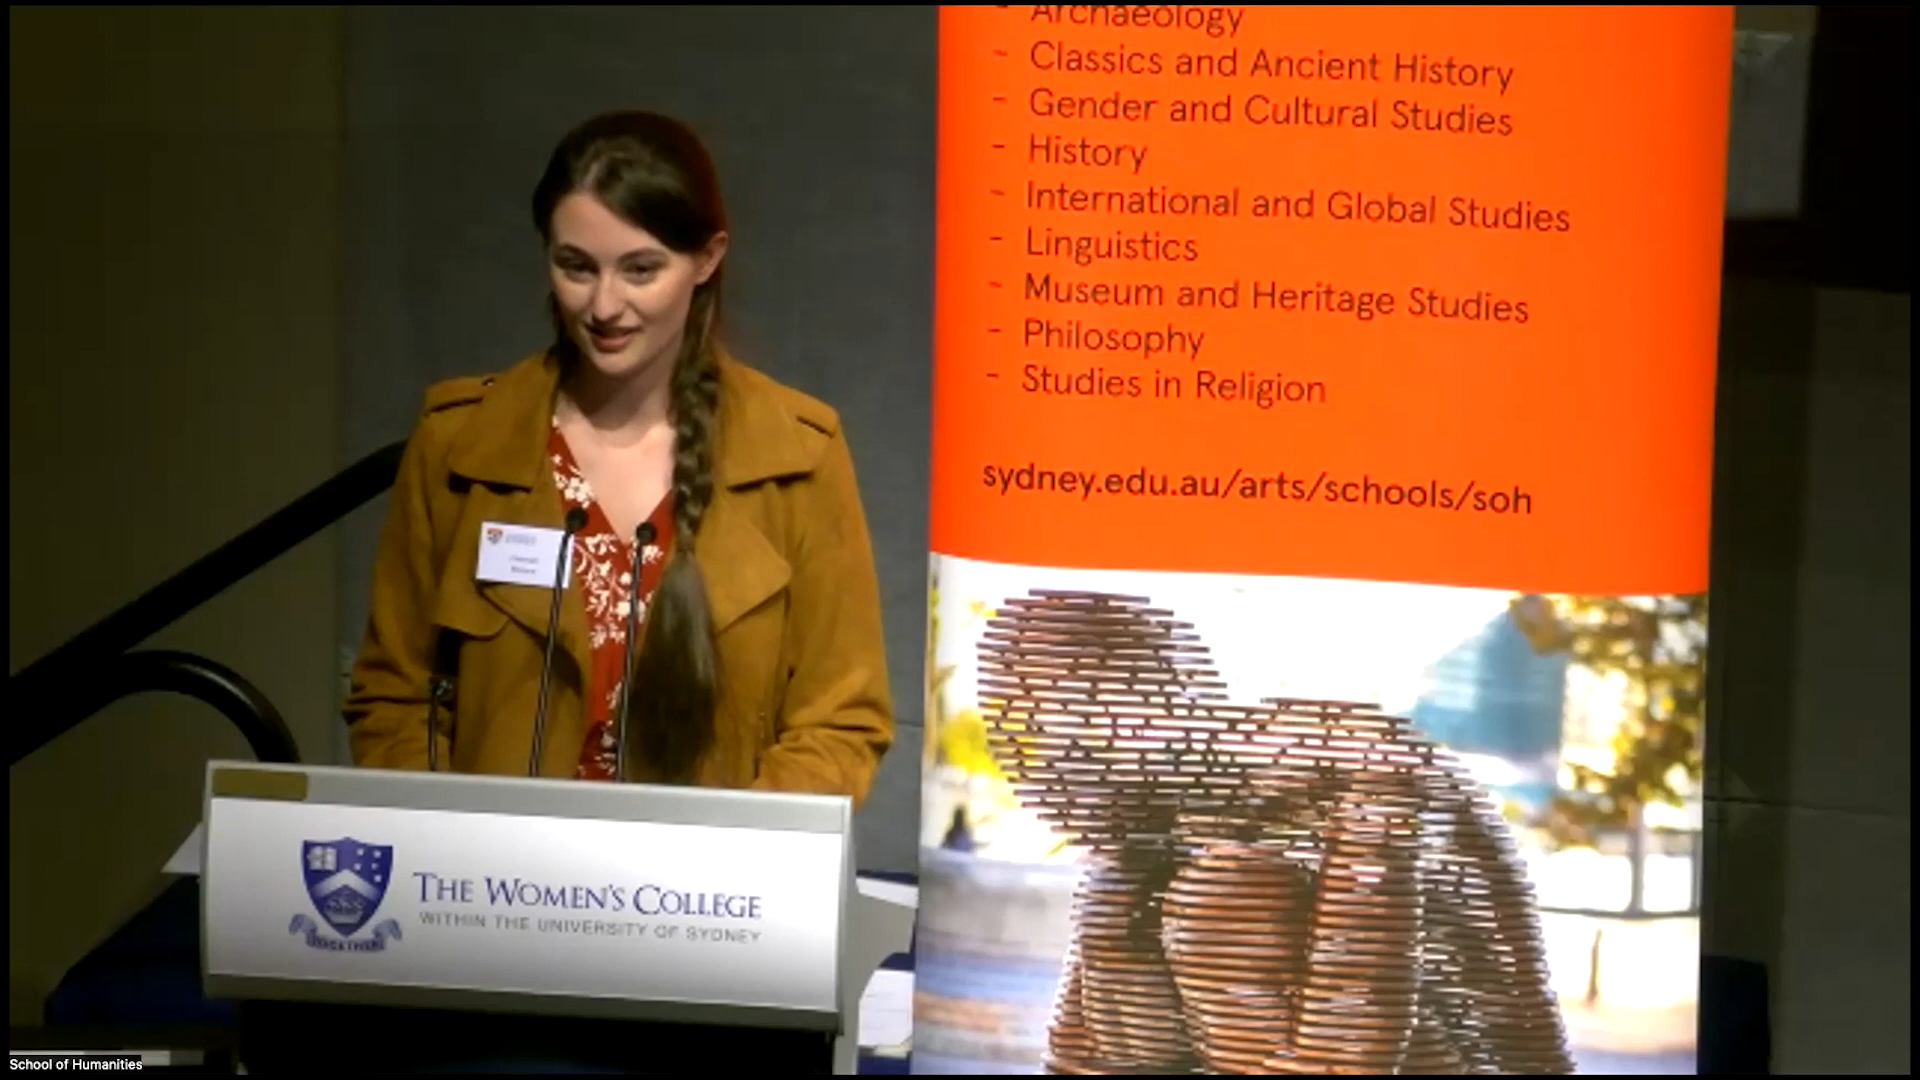 - Archaeology
- Classics and Ancient History
- Gender and Cultural Studies
- History
- International and Global Studies
- Linguistics
- Museum and Heritage Studies
- Philosophy
- Studies in Religion
sydney.edu.au/arts/schools/soh
THE WOMEN'S COLLEGE
WITHIN THE UNIVERSITY OF SYDNEY
School of Humanities